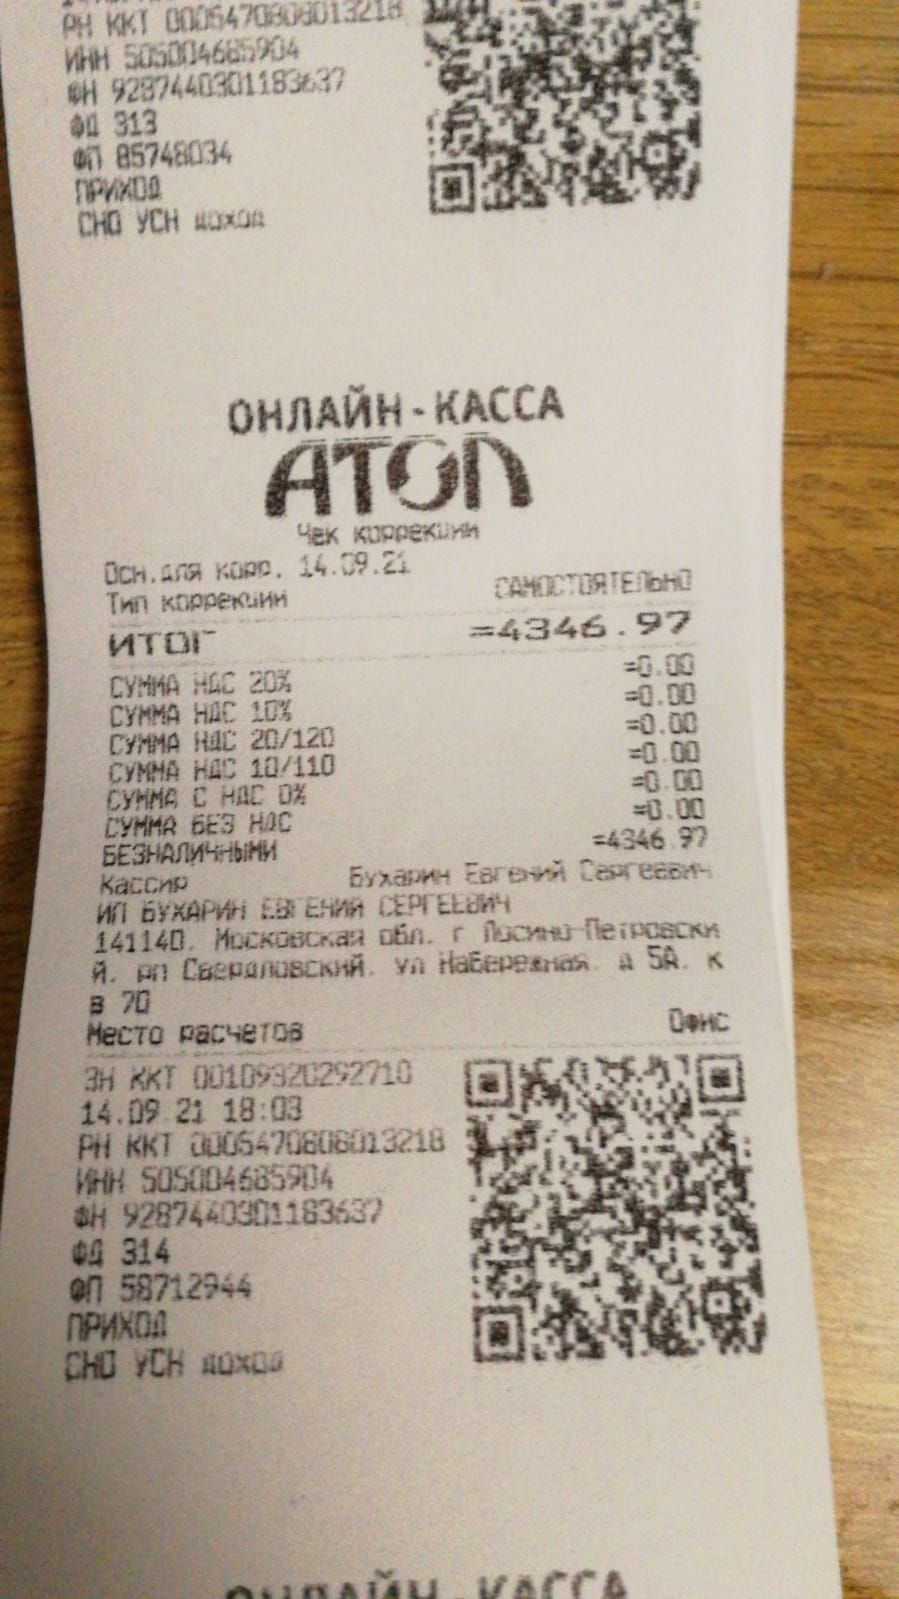 РН ККТ 0005470808013218
ИНН 505004685904
ФН 9287440301183637
ФД 313
ФП 85748034
ПРИХОД
СНО УСН доход
ОНЛАЙН-КАССА
АТОЛ
Чек коррекции
Осн.для корр. 14.09.21
Тип коррекции САМОСТОЯТЕЛЬНО
ИТОГ =4346.97
СУММА НДС 20% =0.00
СУММА НДС 10% =0.00
СУММА НДС 20/120 =0.00
СУММА НДС 10/110 =0.00
СУММА С НДС 0% =0.00
СУММА БЕЗ НДС =0.00
БЕЗНАЛИЧНЫМИ =4346.97
Кассир Бухарин Евгений Сергеевич
ИП БУХАРИН ЕВГЕНИЙ СЕРГЕЕВИЧ
141140, Московская обл. г Лосино-Петровски
й, рп Свердловский, ул Набережная, д 5А, к
в 70
Место расчетов Офис
ЗН ККТ 00109320292710
14.09.21 18:03
РН ККТ 0005470808013218
ИНН 505004685904
ФН 9287440301183637
ФД 314
ФП 58712944
ПРИХОД
СНО УСН доход
ОНЛАЙН-КАССА